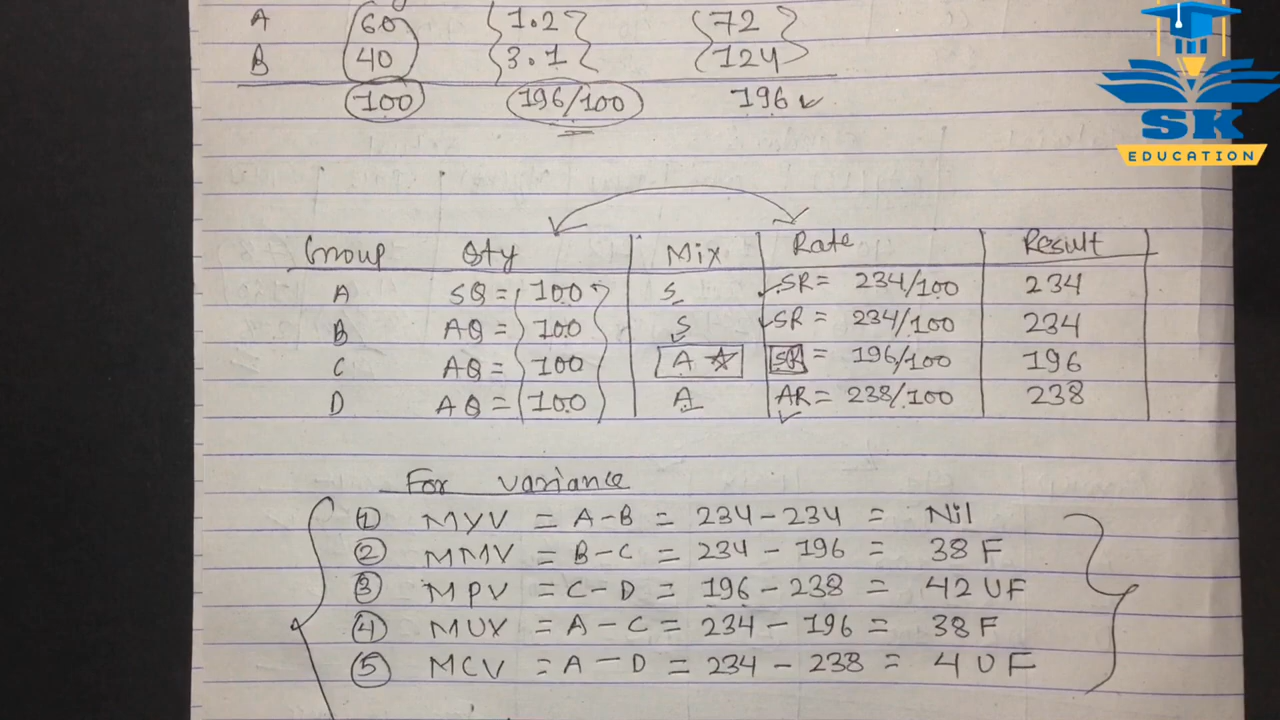 A 60 1.2 72
B 40 3.1 124
100 196/100 196 ✓
SK
EDUCATION
Group Qty Mix Rate Result
A SQ = 100 S SR = 234/100 234
B AQ = 100 S SR = 234/100 234
C AQ = 100 A ☆ SR = 196/100 196
D AQ = 100 A AR = 238/100 238
For variance
① MYV = A-B = 234-234 = Nil
② MMV = B-C = 234 - 196 = 38 F
③ MPV = C-D = 196-238 = 42 UF
④ MUV = A-C = 234-196 = 38 F
⑤ MCV = A-D = 234-238 = 4 UF